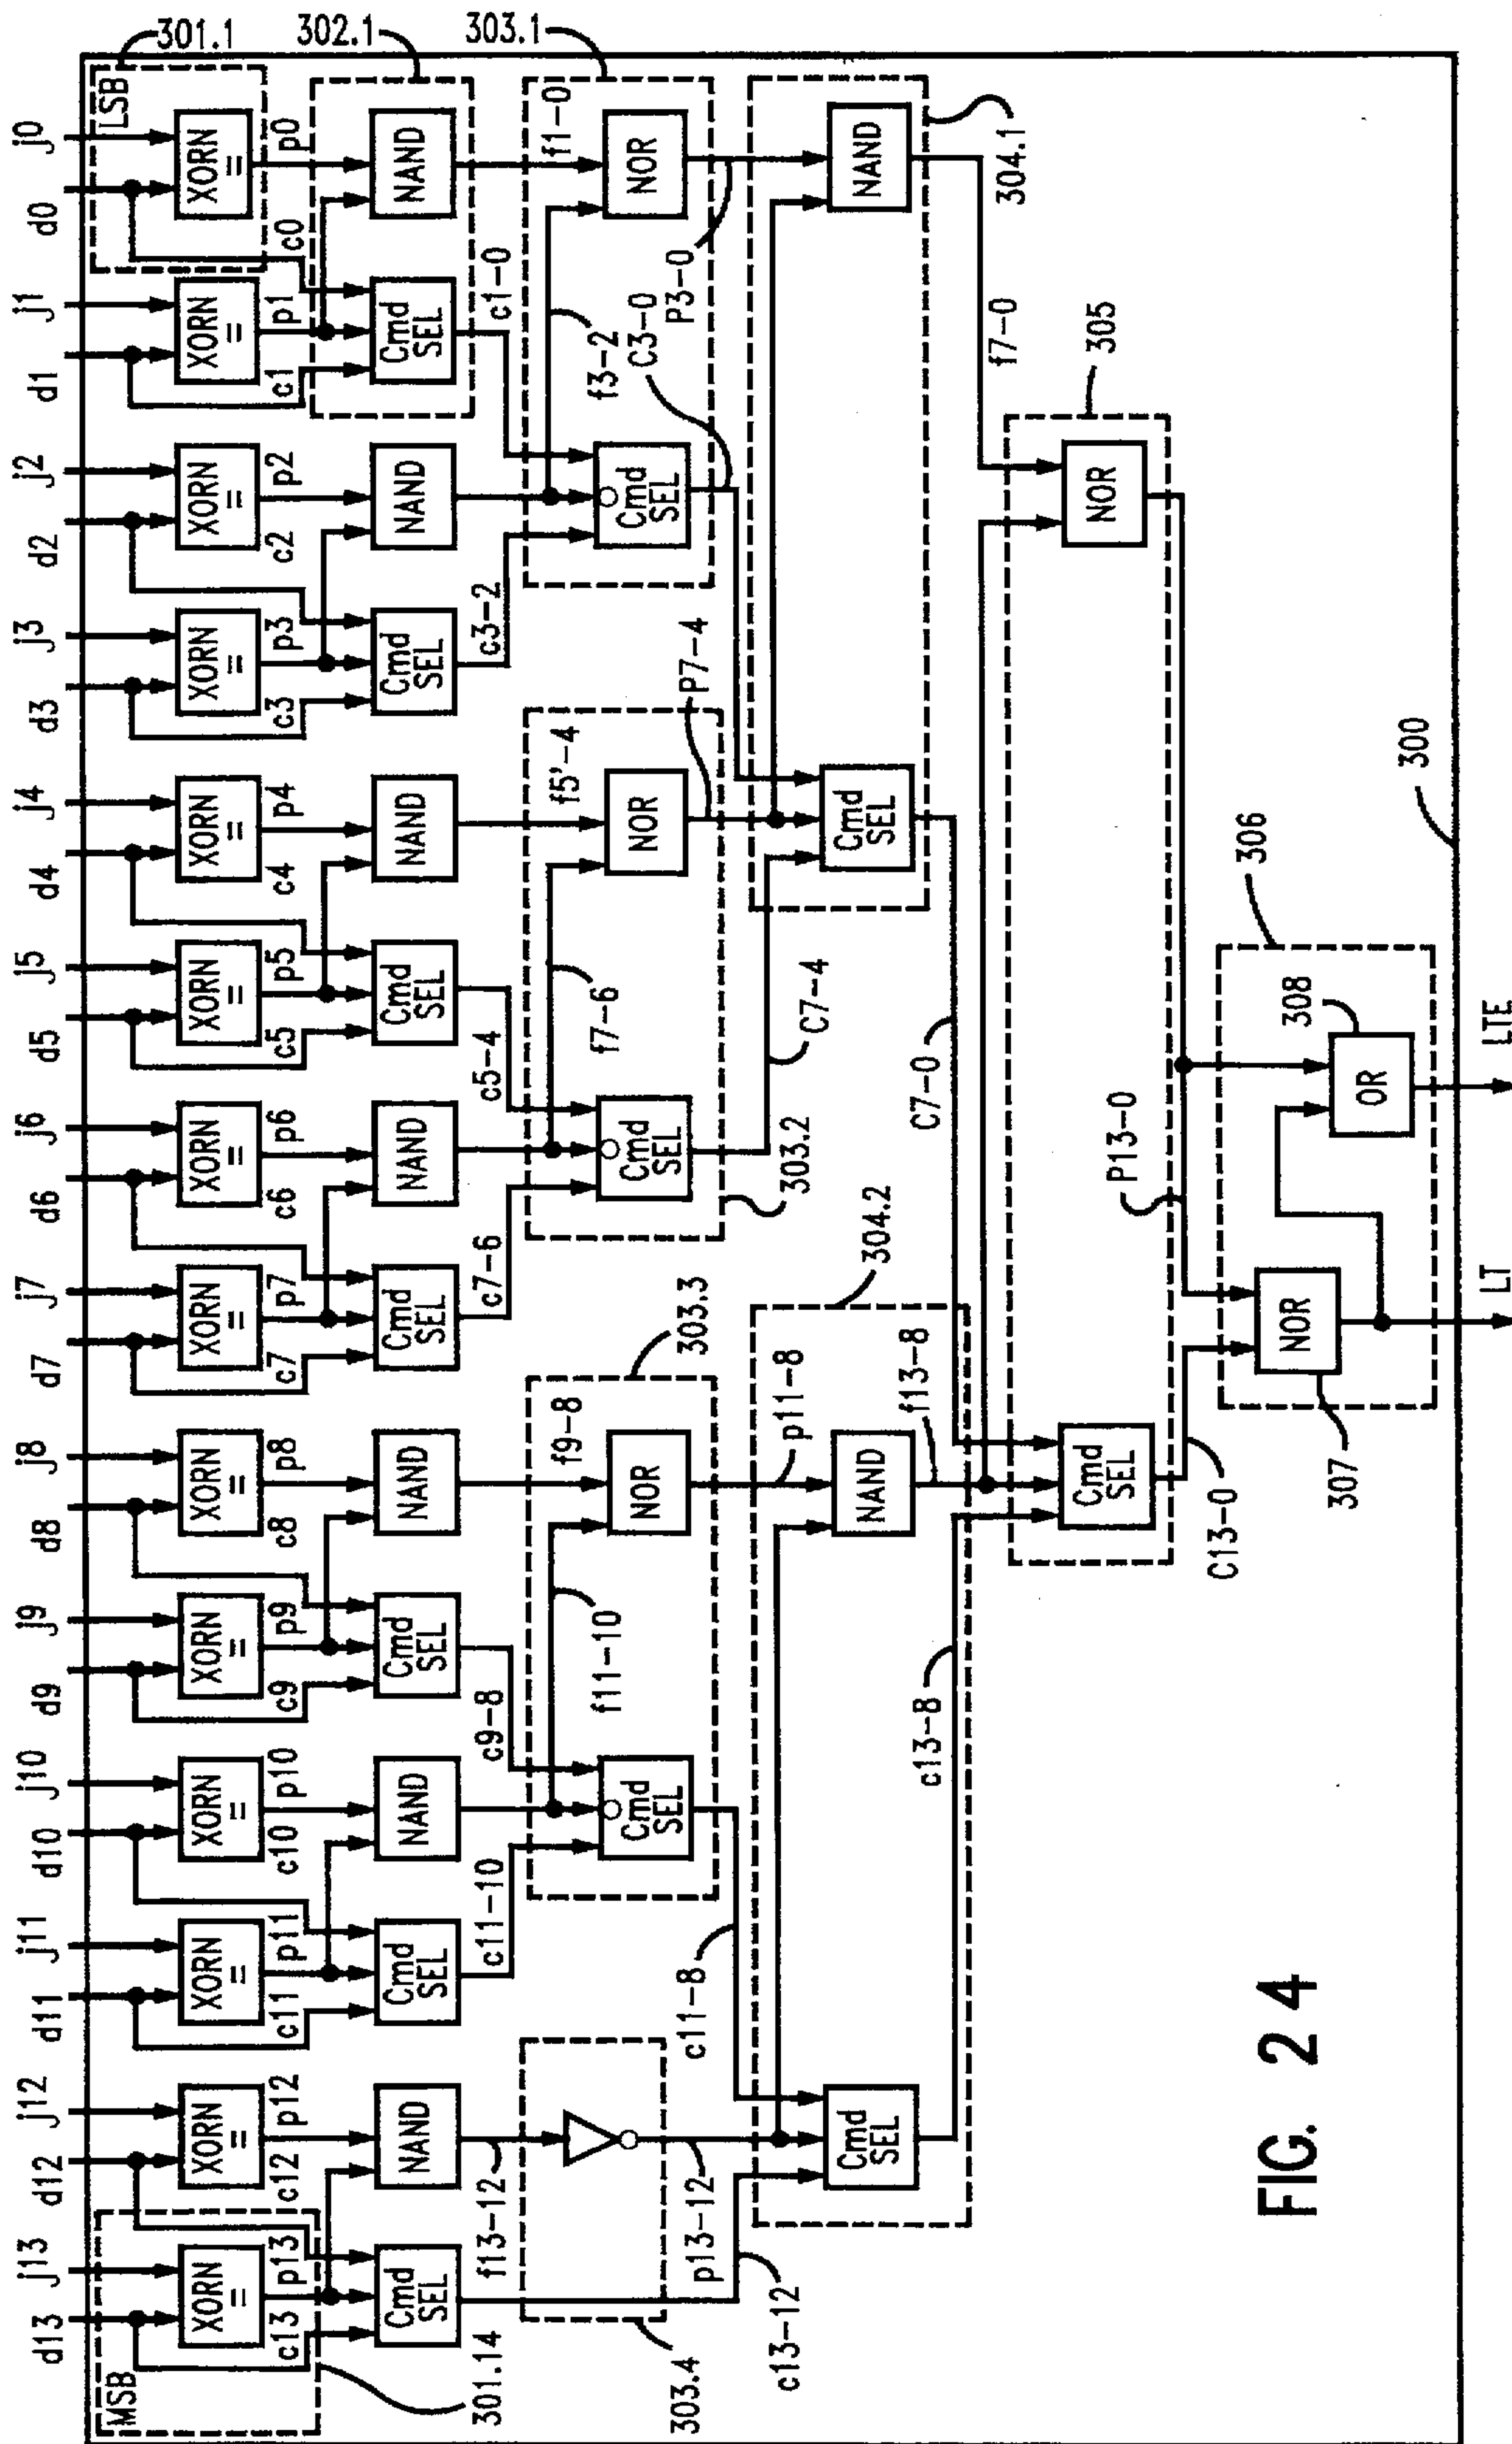 301.1
302.1
303.1
d13 j13 d12 j12 d11 j11 d10 j10 d9 j9 d8 j8 d7 j7 d6 j6 d5 j5 d4 j4 d3 j3 d2 j2 d1 j1 d0 j0
MSB
LSB
XORN = XORN = XORN = XORN = XORN = XORN = XORN = XORN = XORN = XORN = XORN = XORN = XORN = XORN =
c13 p13 c12 p12 c11 p11 c10 p10 c9 p9 c8 p8 c7 p7 c6 p6 c5 p5 c4 p4 c3 p3 c2 p2 c1 p1 c0 p0
Cmd SEL NAND Cmd SEL NAND Cmd SEL NAND Cmd SEL NAND Cmd SEL NAND Cmd SEL NAND Cmd SEL NAND
301.14
f13-12
c11-10
c9-8
c7-6
c5-4
c3-2
c1-0
f9-8
f5'-4
f1-0
303.4
303.3
Cmd SEL NOR Cmd SEL NOR Cmd SEL NOR
f11-10
f7-6
f3-2
c13-12
p13-12
c11-8
p11-8
303.2
C7-4
P7-4
C3-0
P3-0
304.2
304.1
Cmd SEL NAND Cmd SEL NAND
c13-8
f13-8
C7-0
f7-0
305
Cmd SEL NOR
C13-0
P13-0
306
307
NOR
308
OR
300
LT
LTE
FIG. 24